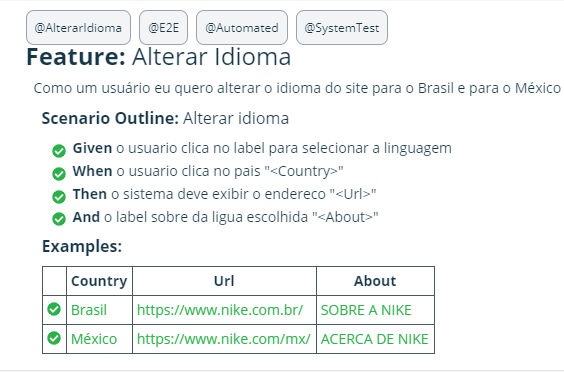 @AlterarIdioma @E2E @Automated @SystemTest
Feature: Alterar Idioma
Como um usuário eu quero alterar o idioma do site para o Brasil e para o México
Scenario Outline: Alterar idioma
Given o usuario clica no label para selecionar a linguagem
When o usuario clica no pais "<Country>"
Then o sistema deve exibir o endereco "<Url>"
And o label sobre da ligua escolhida "<About>"
Examples:
Country Url About
Brasil https://www.nike.com.br/ SOBRE A NIKE
México https://www.nike.com/mx/ ACERCA DE NIKE